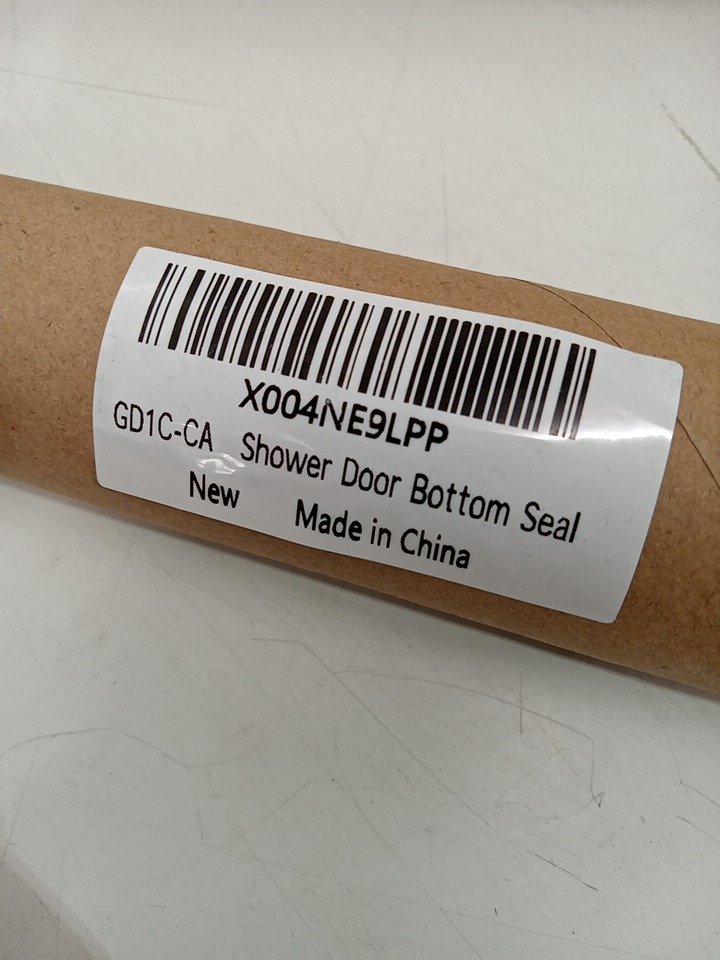 X004NE9LPP
GD1C-CA Shower Door Bottom Seal
New Made in China